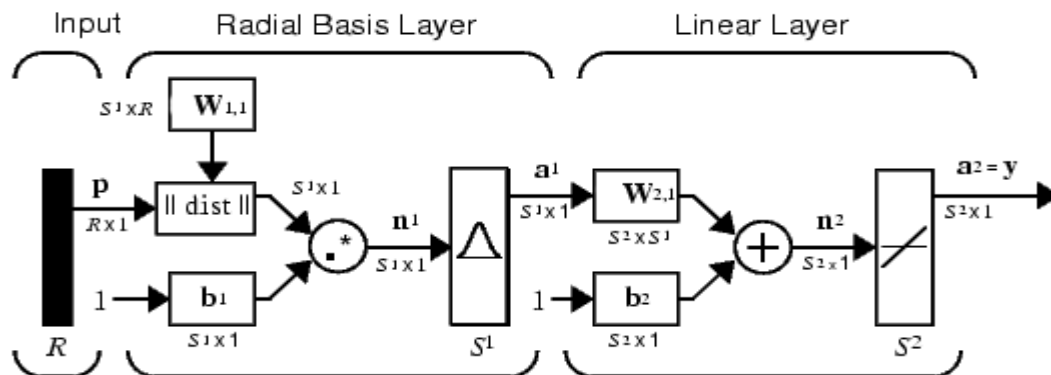 Input
Radial Basis Layer
Linear Layer
S¹xR
W1,1
p
Rx1
|| dist ||
S¹x1
.*
n¹
S¹x1
a¹
S¹x1
W2,1
S²xS¹
+
n²
S²x1
a² = y
S²x1
1
b1
S¹x1
1
b2
S²x1
R
S¹
S²